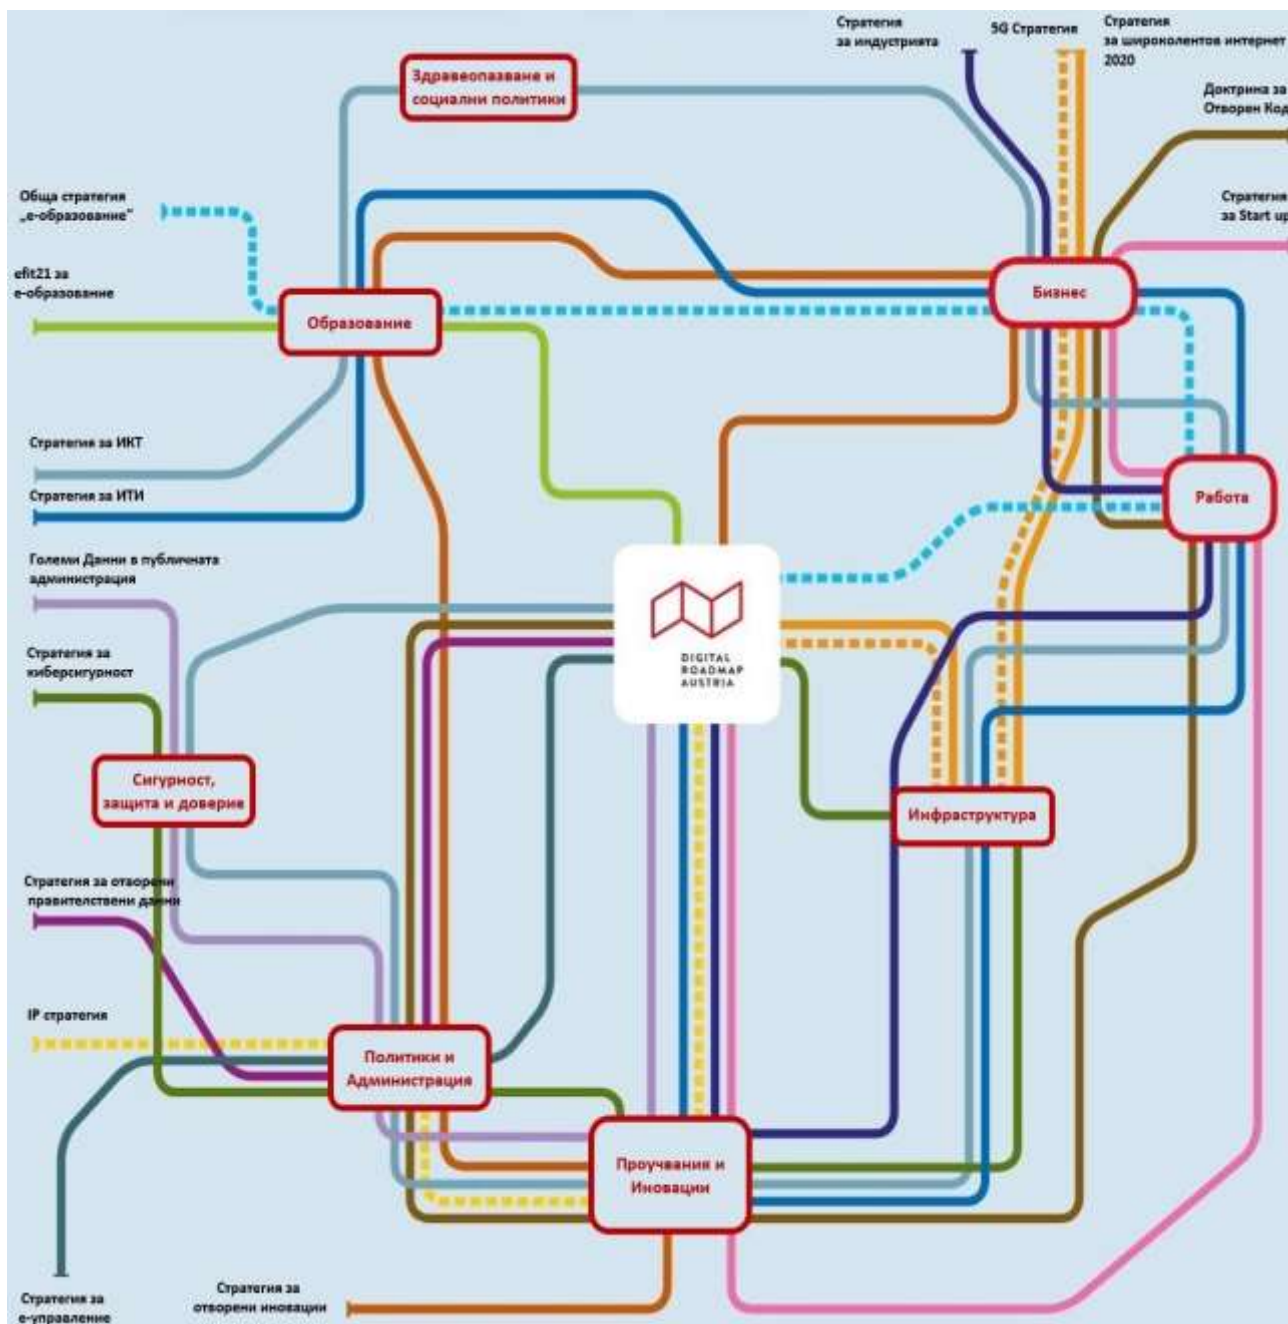 Стратегия
за индустрията
5G Стратегия
Стратегия
за широколентов интернет
2020
Здравеопазване и
социални политики
Доктрина за
Отворен Код
Обща стратегия
„е-образование"
Стратегия
за Start up
efit21 за
е-образование
Бизнес
Образование
Стратегия за ИКТ
Стратегия за ИТИ
Работа
Големи Данни в публичната
администрация
DIGITAL
ROADMAP
AUSTRIA
Стратегия за
киберсигурност
Сигурност,
защита и доверие
Инфраструктура
Стратегия за отворени
правителствени данни
IP стратегия
Политики и
Администрация
Проучвания и
Иновации
Стратегия за
е-управление
Стратегия за
отворени иновации